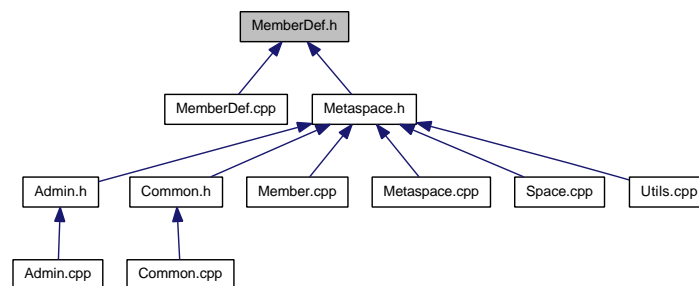 MemberDef.h
MemberDef.cpp
Metaspace.h
Admin.h
Common.h
Member.cpp
Metaspace.cpp
Space.cpp
Utils.cpp
Admin.cpp
Common.cpp